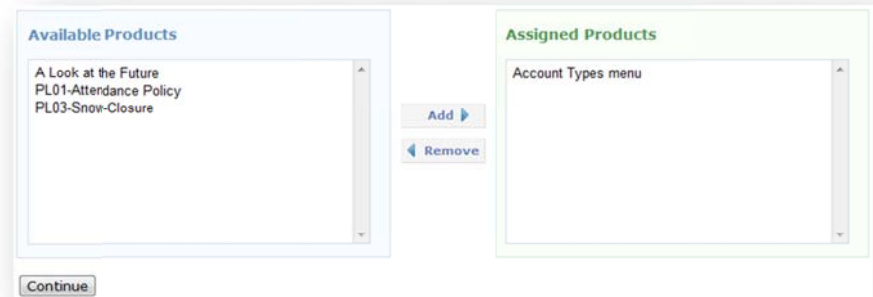 Available Products
A Look at the Future
PL01-Attendance Policy
PL03-Snow-Closure
Add
Remove
Assigned Products
Account Types menu
Continue